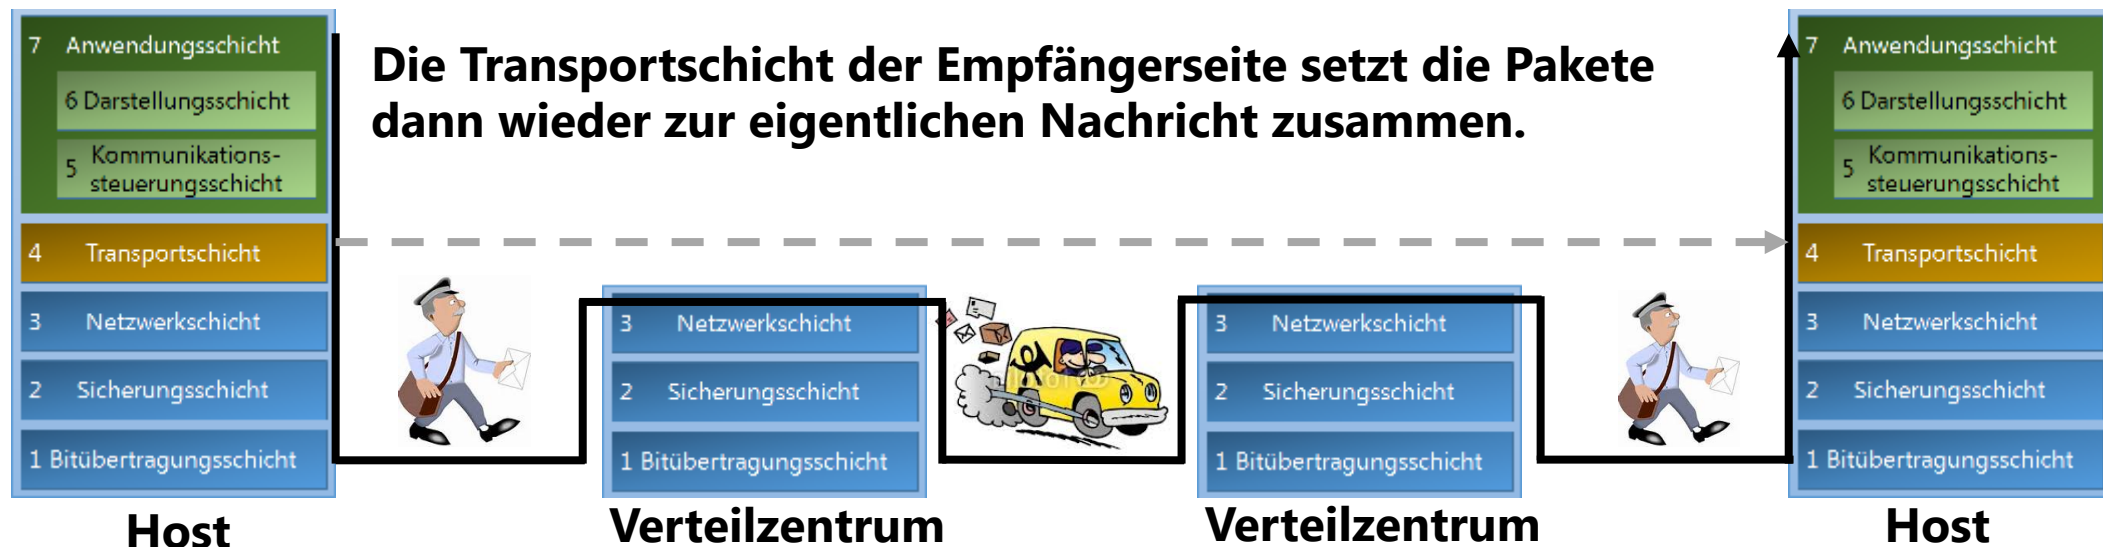 Die Transportschicht der Empfängerseite setzt die Pakete
dann wieder zur eigentlichen Nachricht zusammen.
7 Anwendungsschicht
6 Darstellungsschicht
5 Kommunikations-
steuerungsschicht
4 Transportschicht
3 Netzwerkschicht
2 Sicherungsschicht
1 Bitübertragungsschicht
Host
3 Netzwerkschicht
2 Sicherungsschicht
1 Bitübertragungsschicht
Verteilzentrum
3 Netzwerkschicht
2 Sicherungsschicht
1 Bitübertragungsschicht
Verteilzentrum
7 Anwendungsschicht
6 Darstellungsschicht
5 Kommunikations-
steuerungsschicht
4 Transportschicht
3 Netzwerkschicht
2 Sicherungsschicht
1 Bitübertragungsschicht
Host